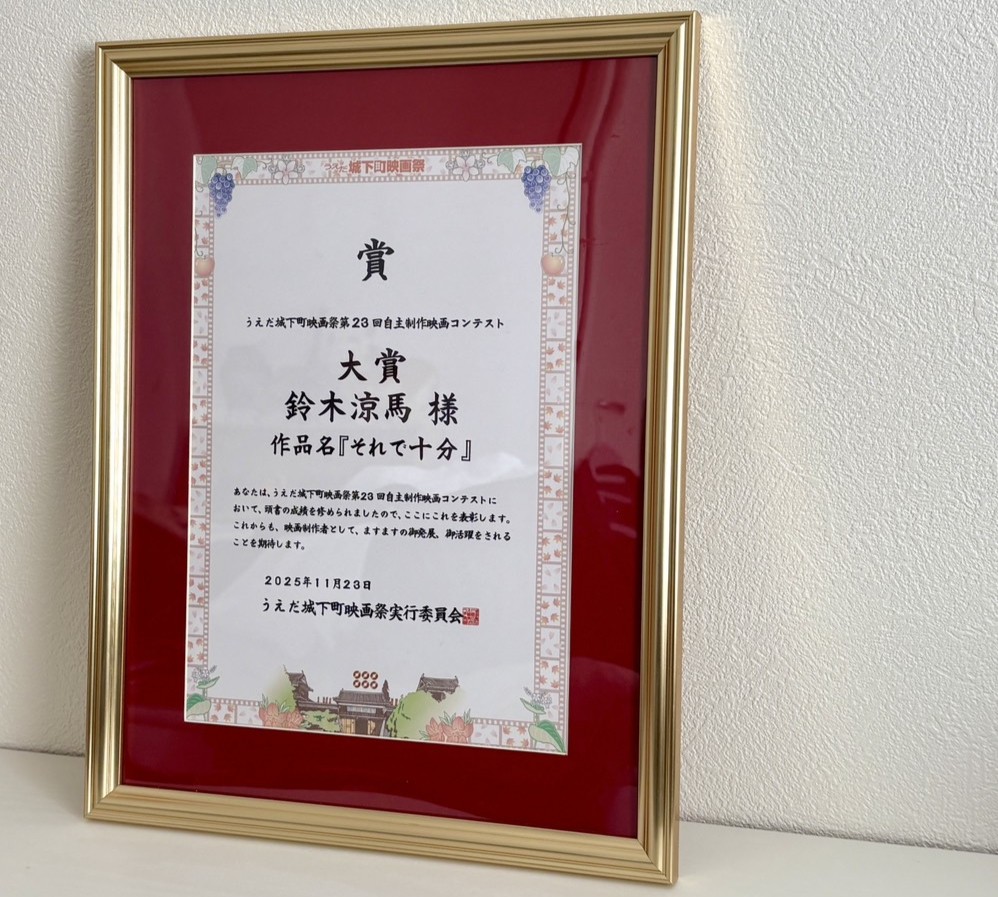 うえだ城下町映画祭
賞
うえだ城下町映画祭第23回自主制作映画コンテスト
大賞
鈴木涼馬 様
作品名『それで十分』
あなたは、うえだ城下町映画祭第23回自主制作映画コンテストに
おいて、頭書の成績を修められましたので、ここにこれを表彰します。
これからも、映画制作者として、ますますの御発展、御活躍をされる
ことを期待します。
2025年11月23日
うえだ城下町映画祭実行委員会